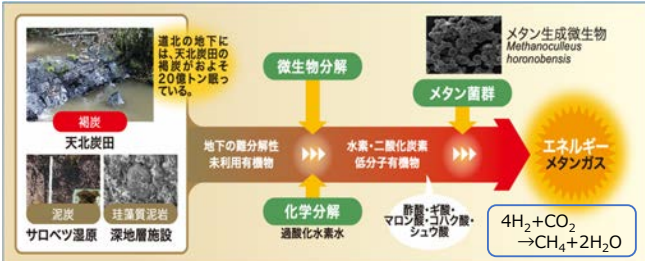 道北の地下に
は、天北炭田の
褐炭がおよそ
20億トン眠っ
ている。
褐炭
天北炭田
泥炭
サロベツ湿原
珪藻質泥岩
深地層施設
地下の難分解性
未利用有機物
微生物分解
化学分解
過酸化水素水
水素・二酸化炭素
低分子有機物
酢酸・ギ酸・
マロン酸・コハク酸・
シュウ酸
メタン生成微生物
Methanoculleus
horonobensis
メタン菌群
エネルギー
メタンガス
4H₂+CO₂
→CH₄+2H₂O